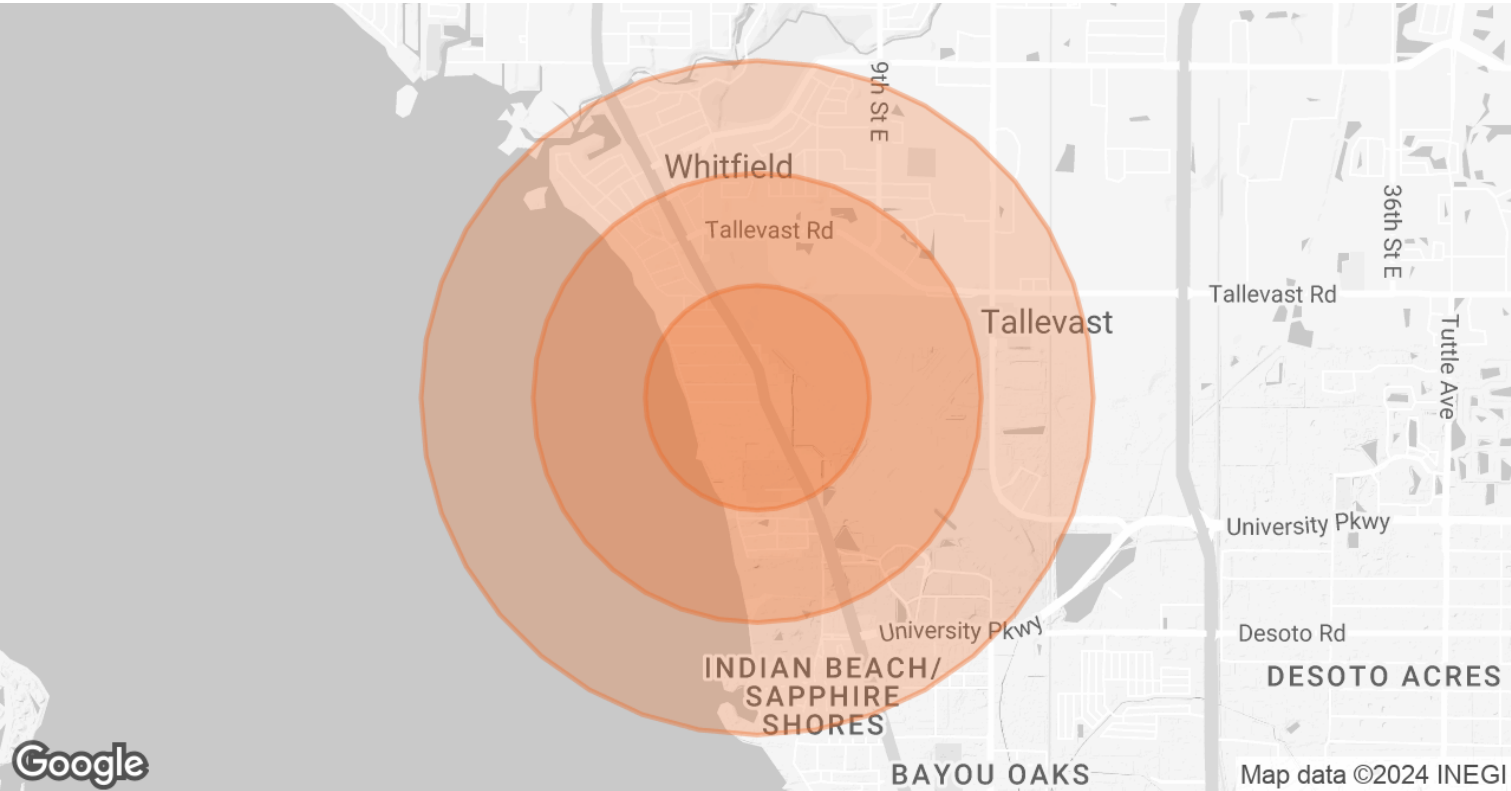 9th St E
Whitfield
36th St E
Tallevast Rd
Tallevast Rd
Tallevast
Tuttle Ave
University Pkwy
University Pkwy
Desoto Rd
INDIAN BEACH/
SAPPHIRE
SHORES
DESOTO ACRES
Google
BAYOU OAKS
Map data ©2024 INEGI